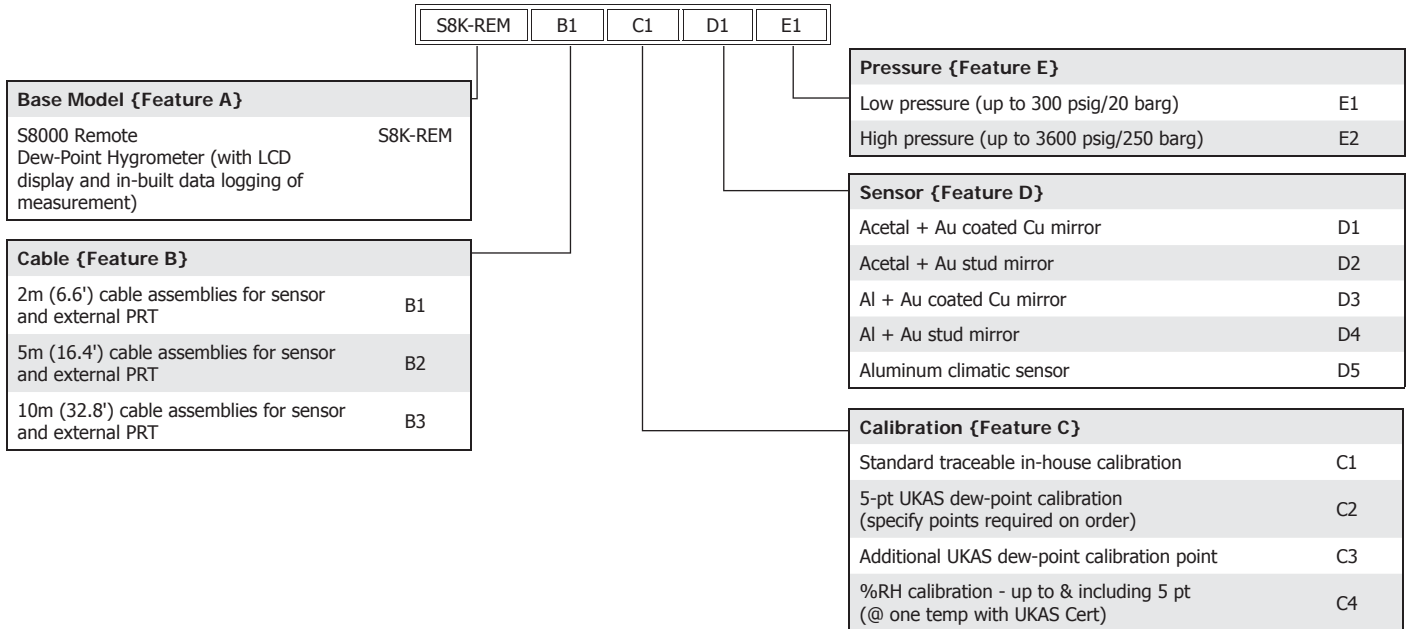 S8K-REM B1 C1 D1 E1
Base Model {Feature A}
S8000 Remote S8K-REM
Dew-Point Hygrometer (with LCD
display and in-built data logging of
measurement)
Cable {Feature B}
2m (6.6') cable assemblies for sensor
and external PRT
B1
5m (16.4') cable assemblies for sensor
and external PRT
B2
10m (32.8') cable assemblies for sensor
and external PRT
B3
Pressure {Feature E}
Low pressure (up to 300 psig/20 barg) E1
High pressure (up to 3600 psig/250 barg) E2
Sensor {Feature D}
Acetal + Au coated Cu mirror D1
Acetal + Au stud mirror D2
Al + Au coated Cu mirror D3
Al + Au stud mirror D4
Aluminum climatic sensor D5
Calibration {Feature C}
Standard traceable in-house calibration C1
5-pt UKAS dew-point calibration
(specify points required on order)
C2
Additional UKAS dew-point calibration point C3
%RH calibration - up to & including 5 pt
(@ one temp with UKAS Cert)
C4